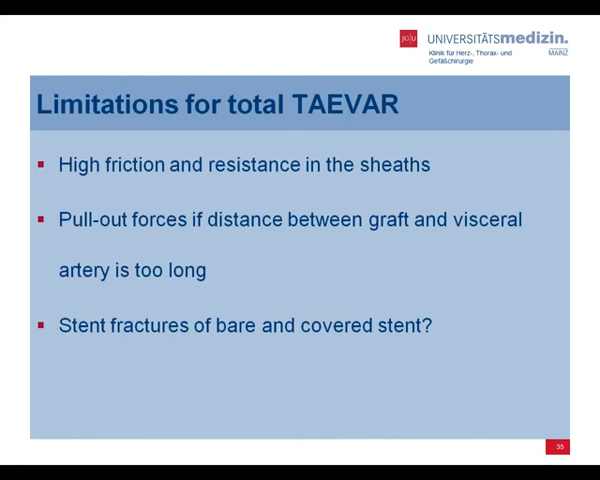 JG|U
UNIVERSITÄTSmedizin.
MAINZ
Klinik für Herz-, Thorax- und
Gefäßchirurgie
Limitations for total TAEVAR
High friction and resistance in the sheaths
Pull-out forces if distance between graft and visceral
artery is too long
Stent fractures of bare and covered stent?
35